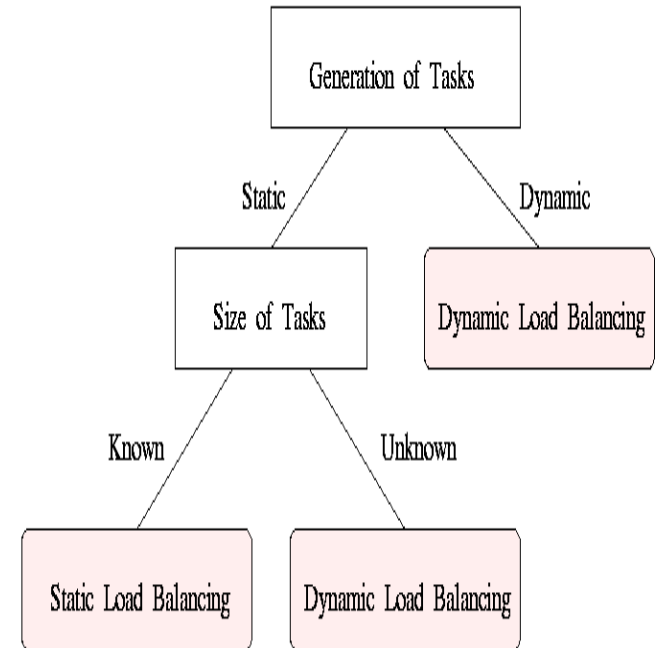 Generation of Tasks
Static
Dynamic
Size of Tasks
Dynamic Load Balancing
Known
Unknown
Static Load Balancing
Dynamic Load Balancing